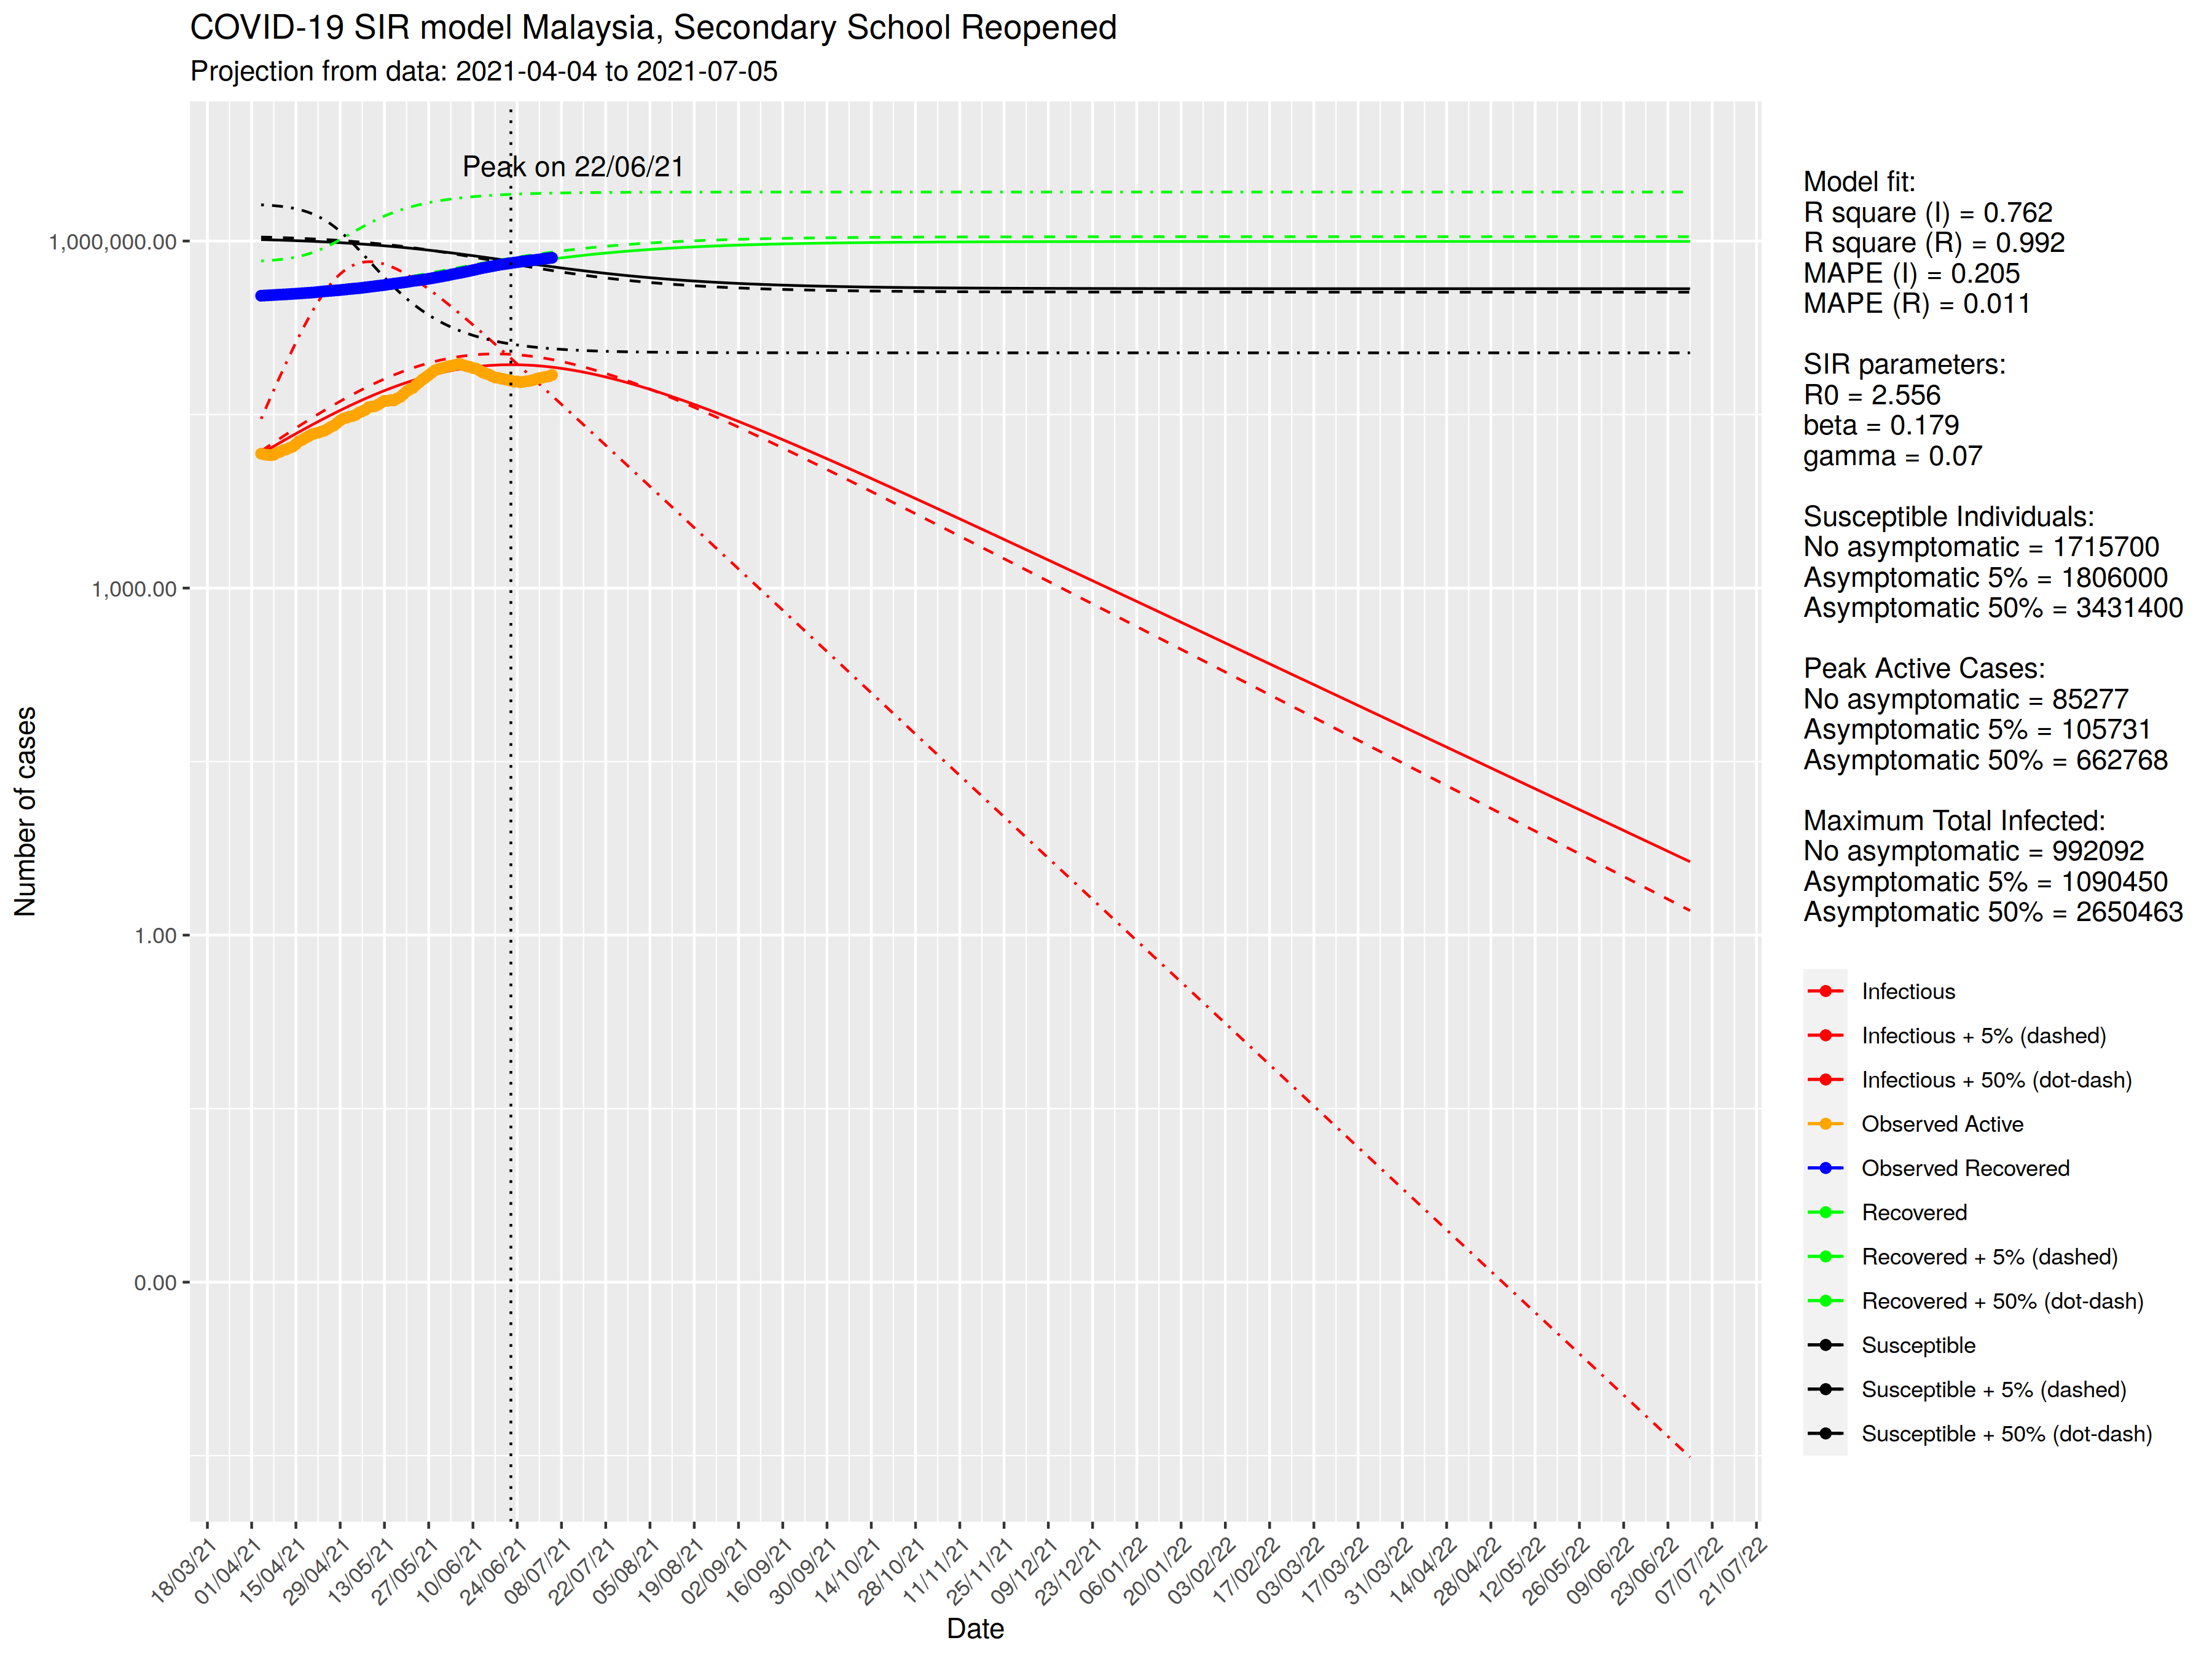 COVID-19 SIR model Malaysia, Secondary School Reopened
Projection from data: 2021-04-04 to 2021-07-05
Peak on 22/06/21
Number of cases
1,000,000.00
1,000.00
1.00
0.00
18/03/21
01/04/21
15/04/21
29/04/21
13/05/21
27/05/21
10/06/21
24/06/21
08/07/21
22/07/21
05/08/21
19/08/21
02/09/21
16/09/21
30/09/21
14/10/21
28/10/21
11/11/21
25/11/21
09/12/21
23/12/21
06/01/22
20/01/22
03/02/22
17/02/22
03/03/22
17/03/22
31/03/22
14/04/22
28/04/22
12/05/22
26/05/22
09/06/22
23/06/22
07/07/22
21/07/22
Date
Model fit:
R square (I) = 0.762
R square (R) = 0.992
MAPE (I) = 0.205
MAPE (R) = 0.011
SIR parameters:
R0 = 2.556
beta = 0.179
gamma = 0.07
Susceptible Individuals:
No asymptomatic = 1715700
Asymptomatic 5% = 1806000
Asymptomatic 50% = 3431400
Peak Active Cases:
No asymptomatic = 85277
Asymptomatic 5% = 105731
Asymptomatic 50% = 662768
Maximum Total Infected:
No asymptomatic = 992092
Asymptomatic 5% = 1090450
Asymptomatic 50% = 2650463
Infectious
Infectious + 5% (dashed)
Infectious + 50% (dot-dash)
Observed Active
Observed Recovered
Recovered
Recovered + 5% (dashed)
Recovered + 50% (dot-dash)
Susceptible
Susceptible + 5% (dashed)
Susceptible + 50% (dot-dash)